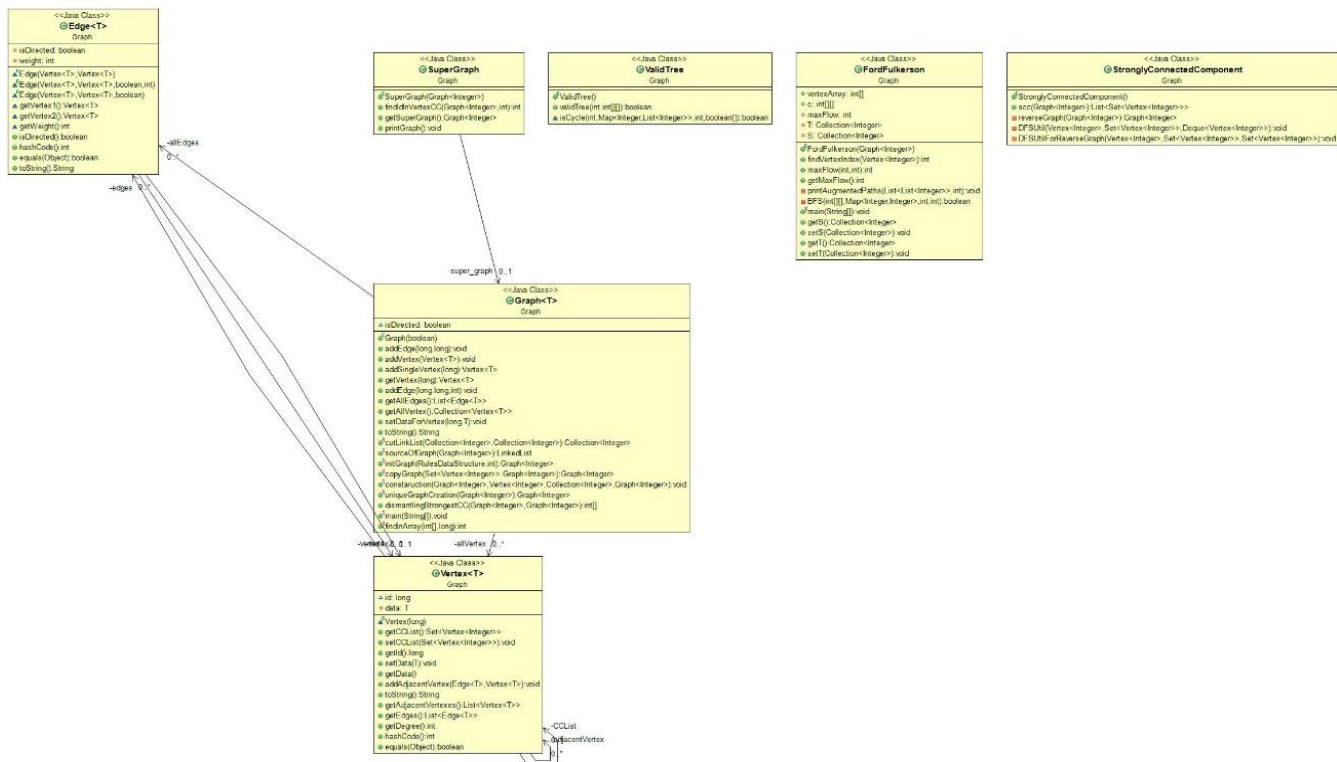 <<Java Class>>
Edge<T>
Graph
isDirected: boolean
weight: int
Edge(Vertex<T>,Vertex<T>)
Edge(Vertex<T>,Vertex<T>,boolean,int)
Edge(Vertex<T>,Vertex<T>,boolean)
getVertex1():Vertex<T>
getVertex2():Vertex<T>
getWeight():int
isDirected():boolean
hashCode():int
equals(Object):boolean
toString():String
-allEdges
0..*
-edges 0..*
<<Java Class>>
SuperGraph
Graph
SuperGraph(Graph<Integer>)
findIdInVertexCC(Graph<Integer>,int):int
getSuperGraph():Graph<Integer>
printGraph():void
<<Java Class>>
ValidTree
Graph
ValidTree()
validTree(int,int[][]):boolean
isCycle(int,Map<Integer,List<Integer>>,int,boolean[]):boolean
<<Java Class>>
FordFulkerson
Graph
vertexArray: int[]
c: int[][]
maxFlow: int
T: Collection<Integer>
S: Collection<Integer>
FordFulkerson(Graph<Integer>)
findVertexIndex(Vertex<Integer>):int
maxFlow(int,int):int
getMaxFlow():int
printAugmentedPaths(List<List<Integer>>,int):void
BFS(int[][],Map<Integer,Integer>,int,int):boolean
main(String[]):void
getS():Collection<Integer>
setS(Collection<Integer>):void
getT():Collection<Integer>
setT(Collection<Integer>):void
<<Java Class>>
StronglyConnectedComponent
Graph
StronglyConnectedComponent()
scc(Graph<Integer>):List<Set<Vertex<Integer>>>
reverseGraph(Graph<Integer>):Graph<Integer>
DFSUtil(Vertex<Integer>,Set<Vertex<Integer>>,Deque<Vertex<Integer>>):void
DFSUtilForReverseGraph(Vertex<Integer>,Set<Vertex<Integer>>,Set<Vertex<Integer>>):void
-super_graph 0..1
<<Java Class>>
Graph<T>
Graph
isDirected: boolean
Graph(boolean)
addEdge(long,long):void
addVertex(Vertex<T>):void
addSingleVertex(long):Vertex<T>
getVertex(long):Vertex<T>
addEdge(long,long,int):void
getAllEdges():List<Edge<T>>
getAllVertex():Collection<Vertex<T>>
setDataForVertex(long,T):void
toString():String
cutLinkList(Collection<Integer>,Collection<Integer>):Collection<Integer>
sourceOfGraph(Graph<Integer>):LinkedList
initGraph(RulesDataStructure,int):Graph<Integer>
copyGraph(Set<Vertex<Integer>>,Graph<Integer>):Graph<Integer>
constaruction(Graph<Integer>,Vertex<Integer>,Collection<Integer>,Graph<Integer>):void
uniqueGraphCreation(Graph<Integer>):Graph<Integer>
dismantlingStrongestCC(Graph<Integer>,Graph<Integer>):int[]
main(String[]):void
findinArray(int[],long):int
-allVertex 0..*
<<Java Class>>
Vertex<T>
Graph
id: long
data: T
Vertex(long)
getCCList():Set<Vertex<Integer>>
setCCList(Set<Vertex<Integer>>):void
getId():long
setData(T):void
getData()
addAdjacentVertex(Edge<T>,Vertex<T>):void
toString():String
getAdjacentVertexes():List<Vertex<T>>
getEdges():List<Edge<T>>
getDegree():int
hashCode():int
equals(Object):boolean
-CCList
0..*